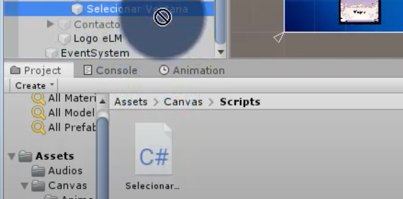 Selecionar
Contacto
Logo eLM
EventSystem
Project
Console
Animation
Create
All Materi
All Model
All Prefab
Assets > Canvas > Scripts
Assets
Audios
Canvas
C#
Selecionar...